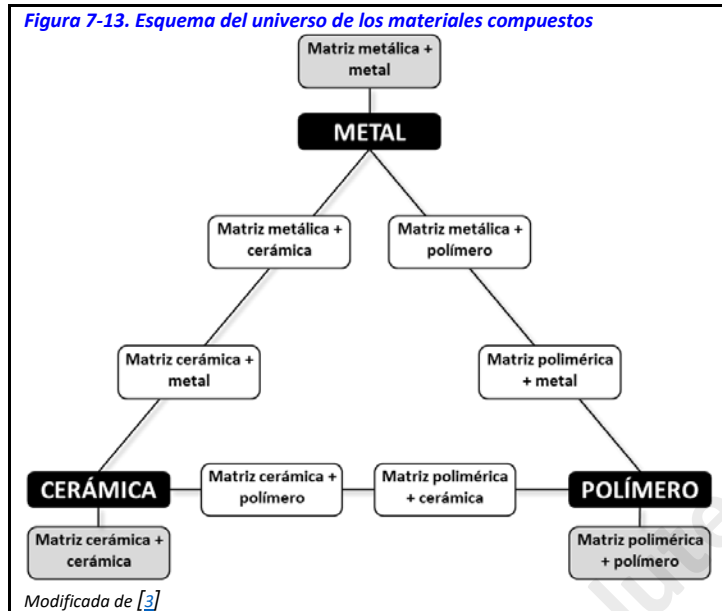 Figura 7-13. Esquema del universo de los materiales compuestos
Matriz metálica +
metal
METAL
Matriz metálica +
cerámica
Matriz metálica +
polímero
Matriz cerámica +
metal
Matriz polimérica
+ metal
CERÁMICA
Matriz cerámica +
polímero
Matriz polimérica
+ cerámica
POLÍMERO
Matriz cerámica +
cerámica
Matriz polimérica
+ polímero
Modificada de [3]